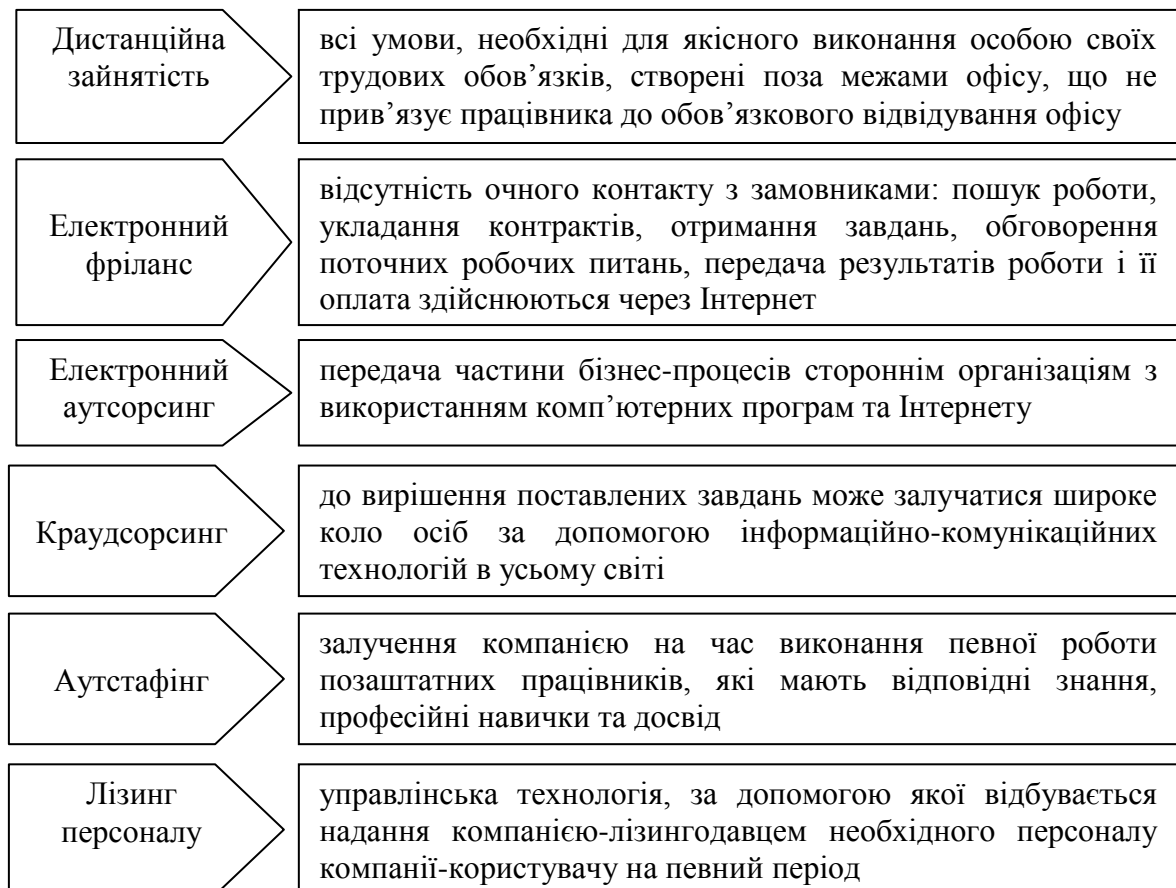 Дистанційна
зайнятість
всі умови, необхідні для якісного виконання особою своїх
трудових обов’язків, створені поза межами офісу, що не
прив’язує працівника до обов’язкового відвідування офісу
Електронний
фріланс
відсутність очного контакту з замовниками: пошук роботи,
укладання контрактів, отримання завдань, обговорення
поточних робочих питань, передача результатів роботи і її
оплата здійснюються через Інтернет
Електронний
аутсорсинг
передача частини бізнес-процесів стороннім організаціям з
використанням комп’ютерних програм та Інтернету
Краудсорсинг
до вирішення поставлених завдань може залучатися широке
коло осіб за допомогою інформаційно-комунікаційних
технологій в усьому світі
Аутстафінг
залучення компанією на час виконання певної роботи
позаштатних працівників, які мають відповідні знання,
професійні навички та досвід
Лізинг
персоналу
управлінська технологія, за допомогою якої відбувається
надання компанією-лізингодавцем необхідного персоналу
компанії-користувачу на певний період